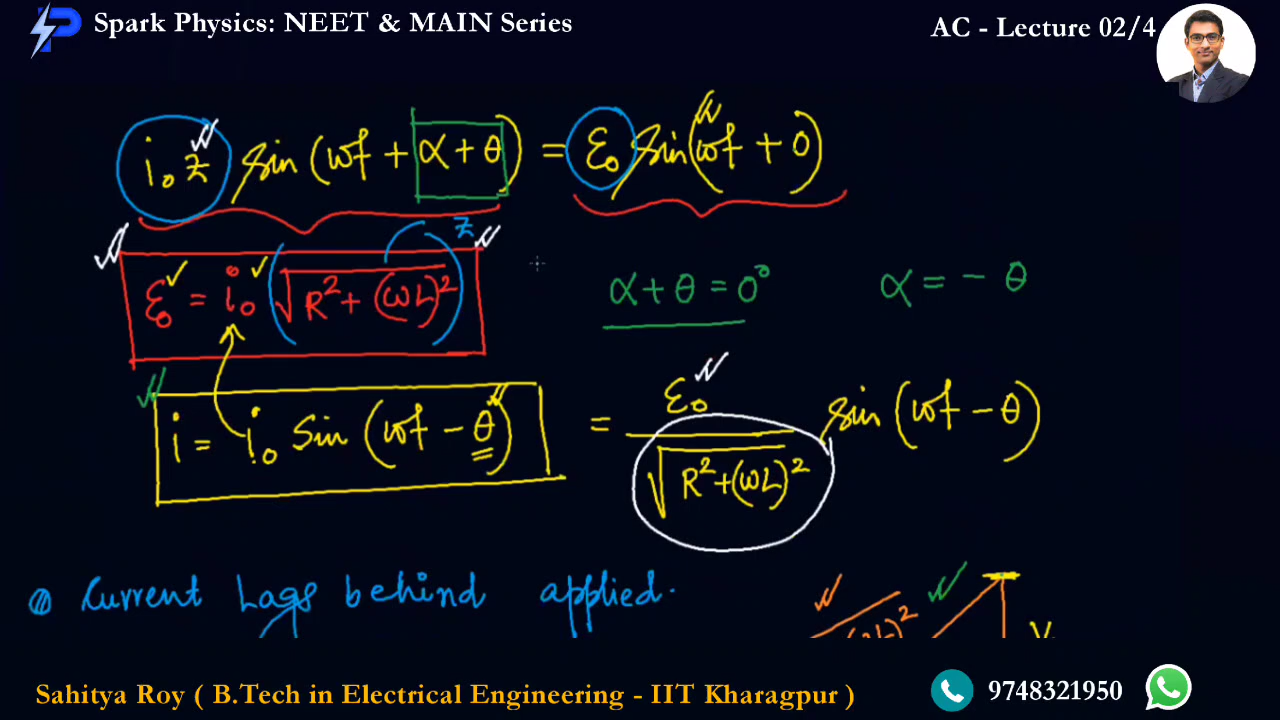 Spark Physics: NEET & MAIN Series
AC - Lecture 02/4
i₀z sin(ωt + α + θ) = ε₀ sin(ωt + 0)
ε₀ = i₀ (√R² + (ωL)²) z
α + θ = 0° α = - θ
i = i₀ sin(ωt - θ) = ε₀ / √R² + (ωL)² sin(ωt - θ)
Current Lags behind applied.
Sahitya Roy ( B.Tech in Electrical Engineering - IIT Kharagpur )
9748321950